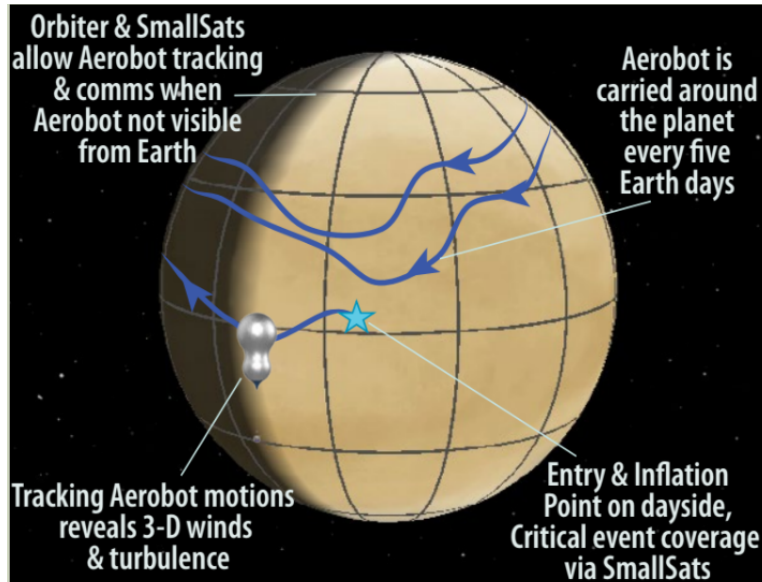 Orbiter & SmallSats
allow Aerobot tracking
& comms when
Aerobot not visible
from Earth
Aerobot is
carried around
the planet
every five
Earth days
Tracking Aerobot motions
reveals 3-D winds
& turbulence
Entry & Inflation
Point on dayside,
Critical event coverage
via SmallSats